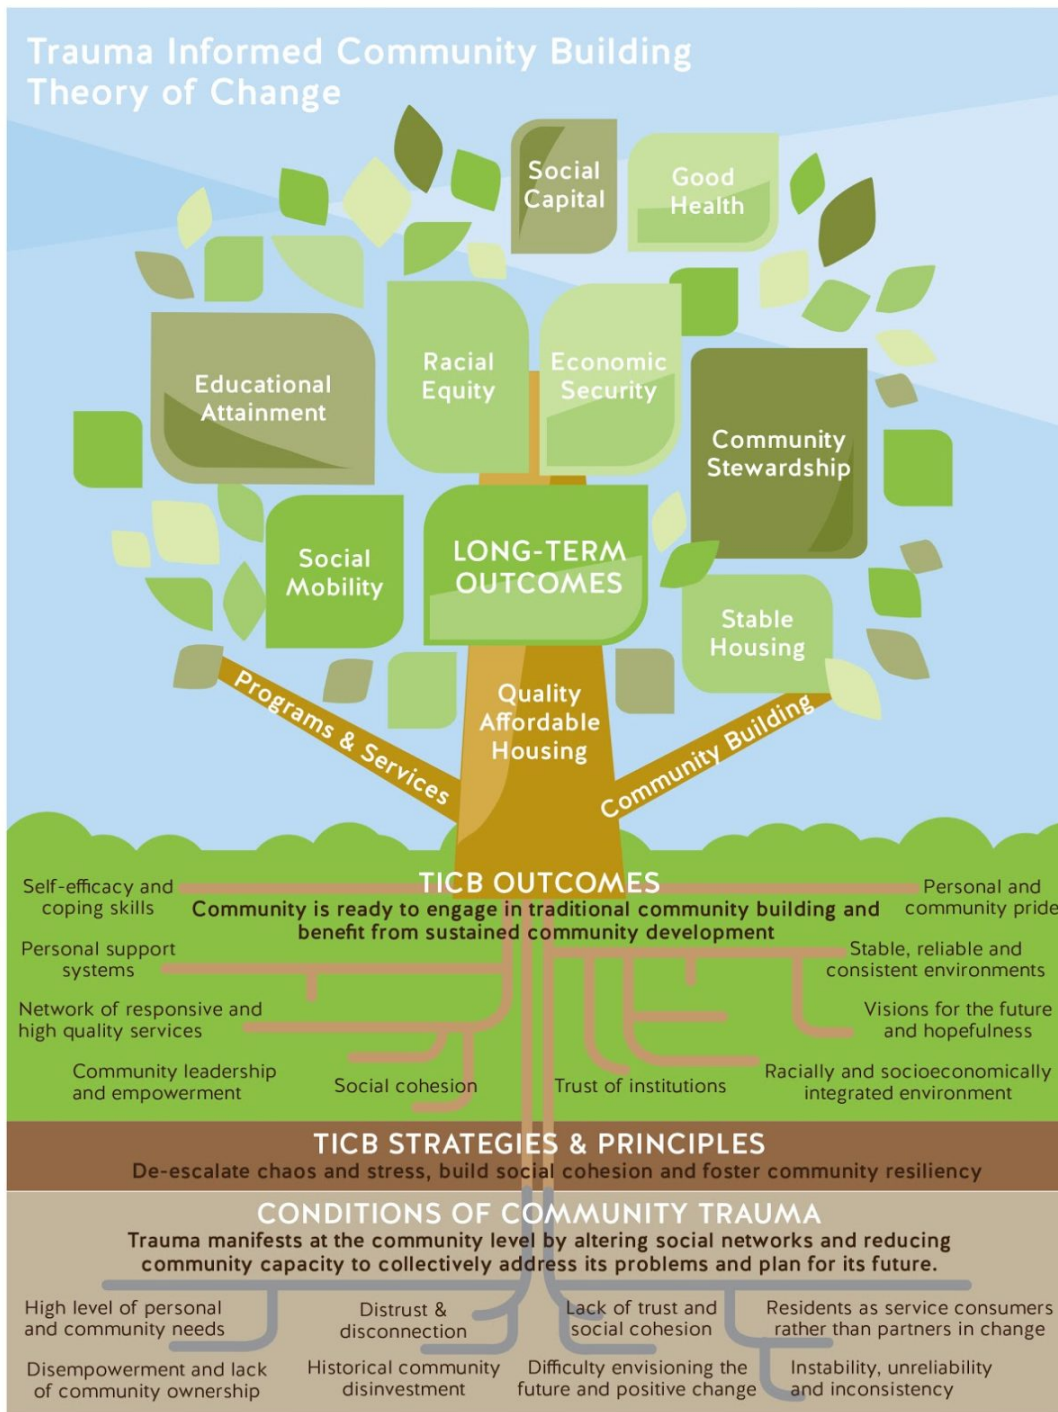 Trauma Informed Community Building
Theory of Change
Social
Capital
Good
Health
Educational
Attainment
Racial
Equity
Economic
Security
Community
Stewardship
Social
Mobility
LONG-TERM
OUTCOMES
Stable
Housing
Programs & Services
Quality
Affordable
Housing
Community Building
TICB OUTCOMES
Community is ready to engage in traditional community building and
benefit from sustained community development
Self-efficacy and
coping skills
Personal and
community pride
Personal support
systems
Stable, reliable and
consistent environments
Network of responsive and
high quality services
Visions for the future
and hopefulness
Community leadership
and empowerment
Social cohesion
Trust of institutions
Racially and socioeconomically
integrated environment
TICB STRATEGIES & PRINCIPLES
De-escalate chaos and stress, build social cohesion and foster community resiliency
CONDITIONS OF COMMUNITY TRAUMA
Trauma manifests at the community level by altering social networks and reducing
community capacity to collectively address its problems and plan for its future.
High level of personal
and community needs
Distrust &
disconnection
Lack of trust and
social cohesion
Residents as service consumers
rather than partners in change
Disempowerment and lack
of community ownership
Historical community
disinvestment
Difficulty envisioning the
future and positive change
Instability, unreliability
and inconsistency